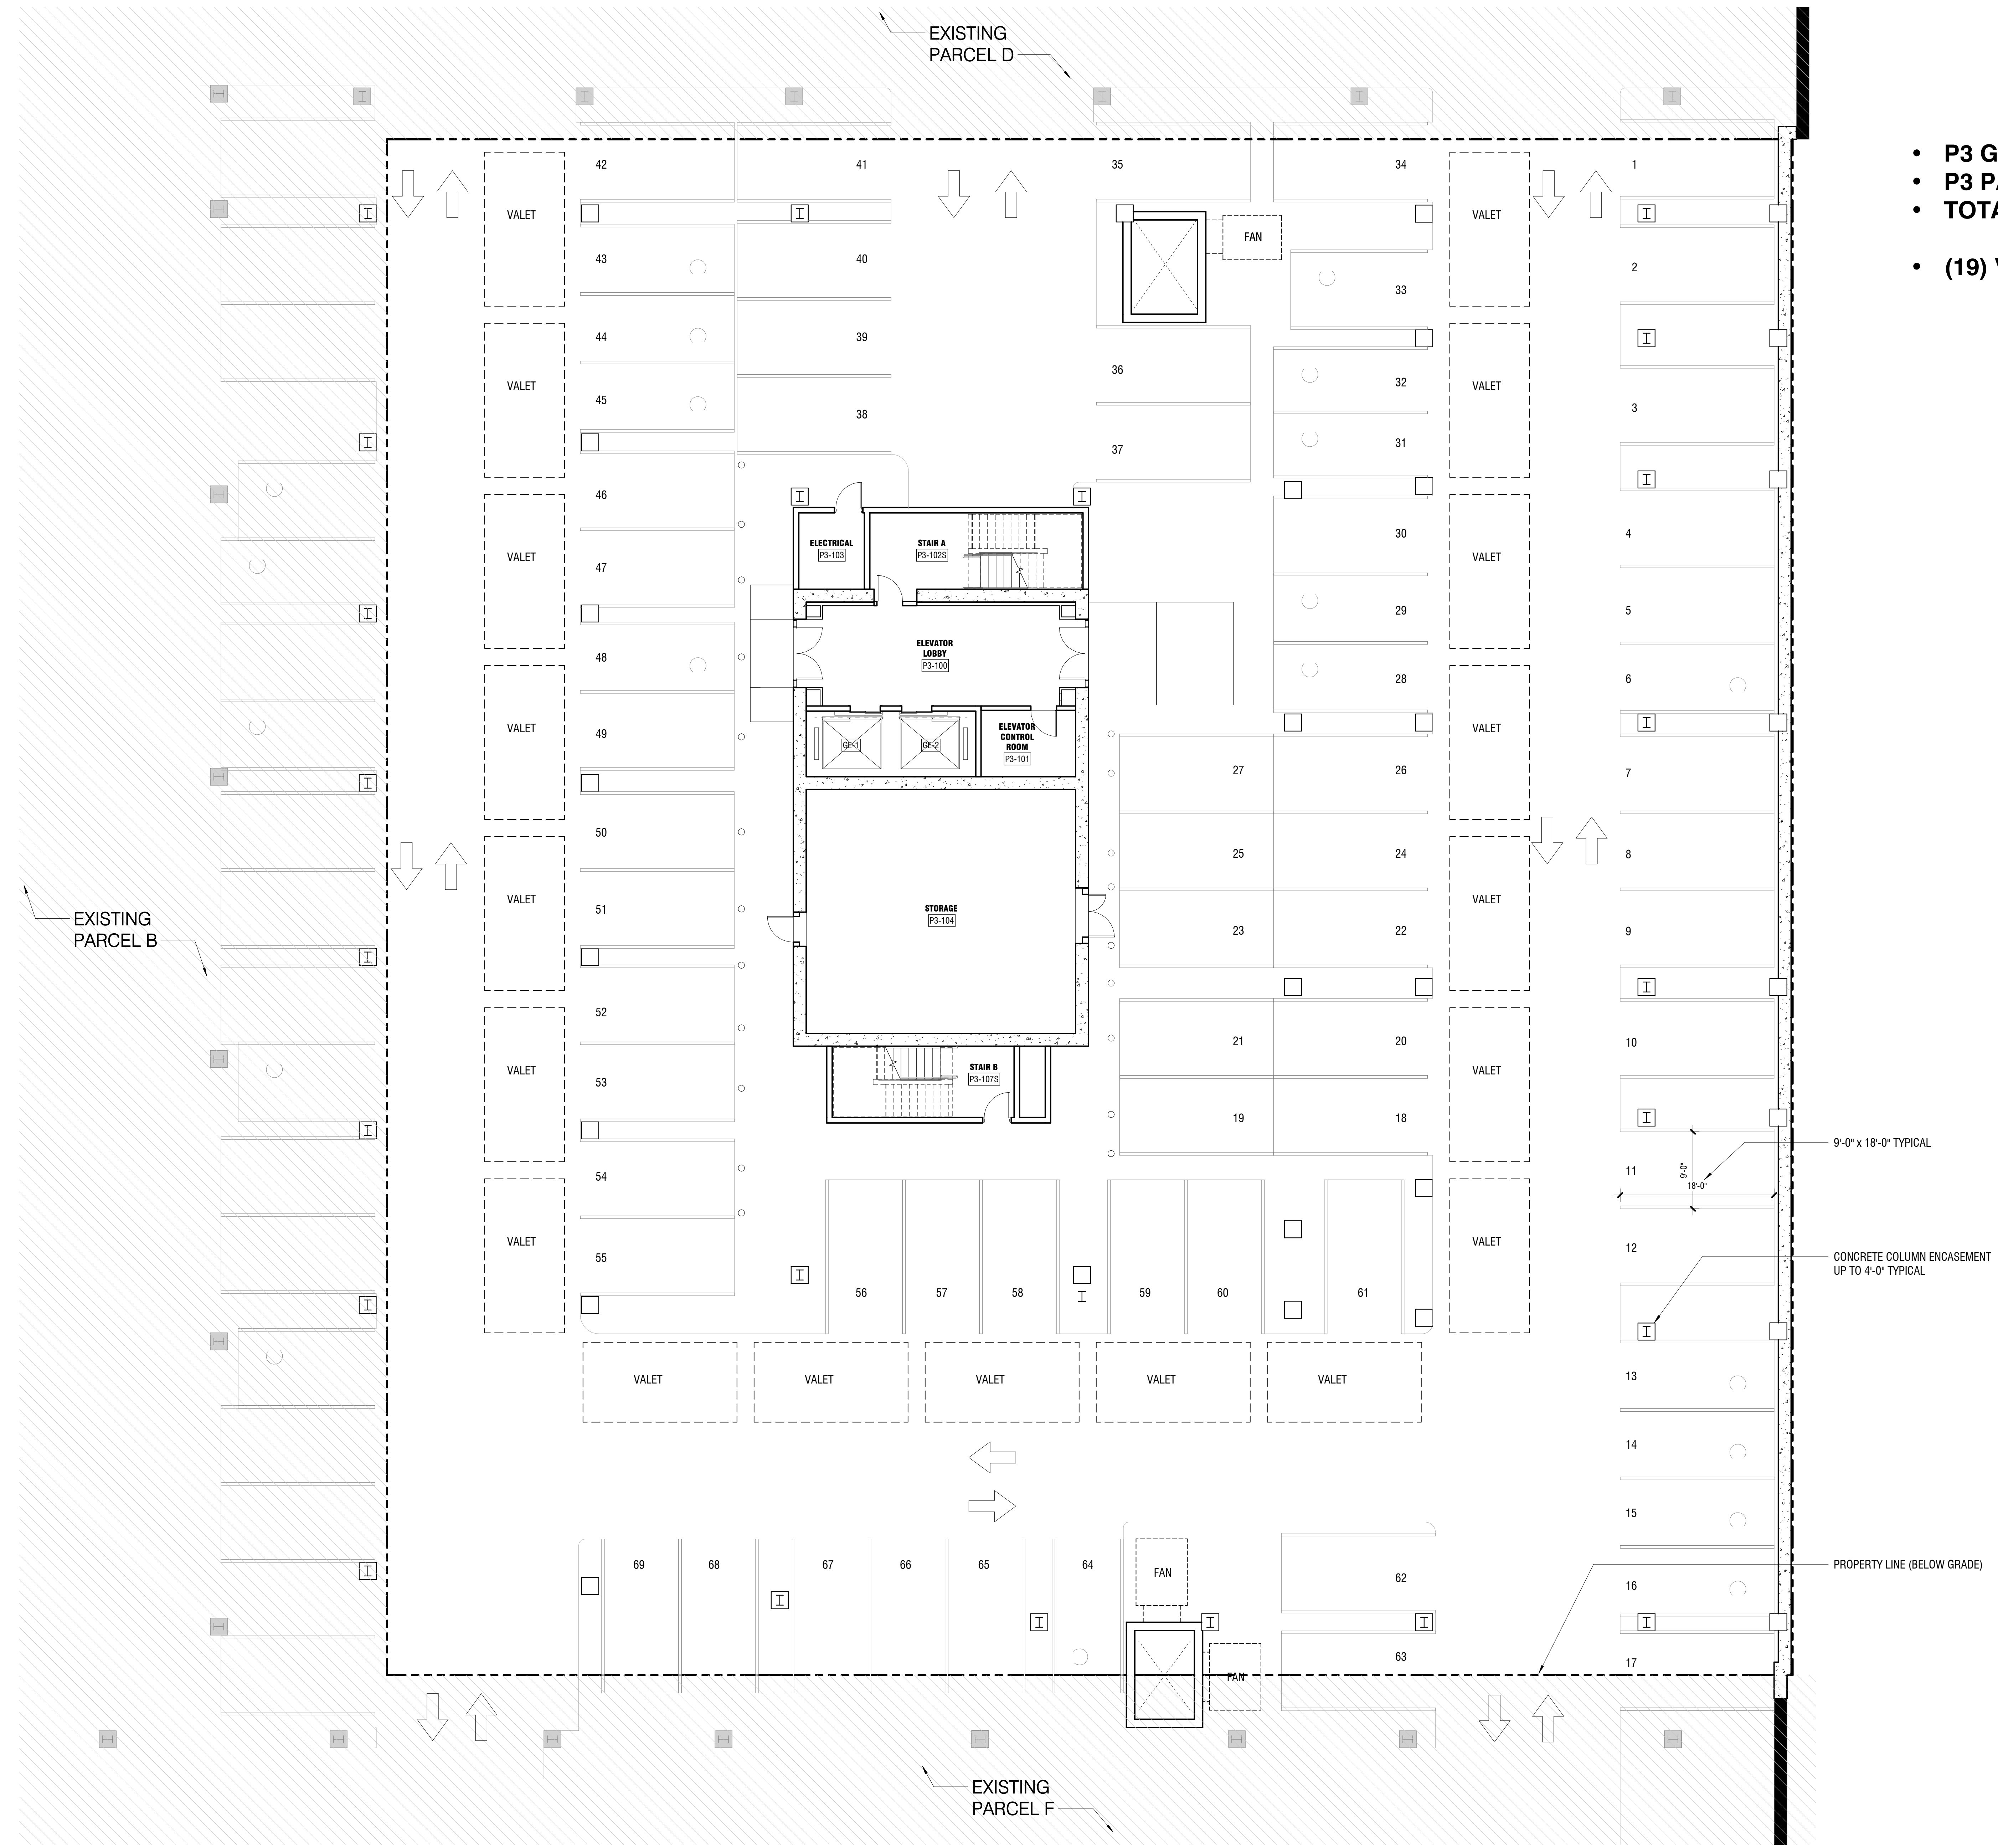 EXISTING
PARCEL D
• P3 G
• P3 PA
• TOTA
• (19) V
42
41
35
34
1
VALET
VALET
FAN
43
40
33
2
44
39
36
32
3
VALET
VALET
45
38
37
31
46
30
4
ELECTRICAL
P3-103
STAIR A
P3-102S
VALET
VALET
47
29
5
48
ELEVATOR
LOBBY
P3-100
28
6
VALET
VALET
49
GE-1
GE-2
ELEVATOR
CONTROL
ROOM
P3-101
27
26
7
50
25
24
8
VALET
VALET
EXISTING
PARCEL B
51
STORAGE
P3-104
23
22
9
52
21
20
10
VALET
VALET
53
STAIR B
P3-107S
19
18
9'-0" x 18'-0" TYPICAL
54
11
9'-0"
18'-0"
VALET
VALET
55
12
CONCRETE COLUMN ENCASEMENT
UP TO 4'-0" TYPICAL
56
57
58
59
60
61
VALET
VALET
VALET
VALET
VALET
13
14
15
69
68
67
66
65
64
FAN
62
16
PROPERTY LINE (BELOW GRADE)
63
17
FAN
EXISTING
PARCEL F